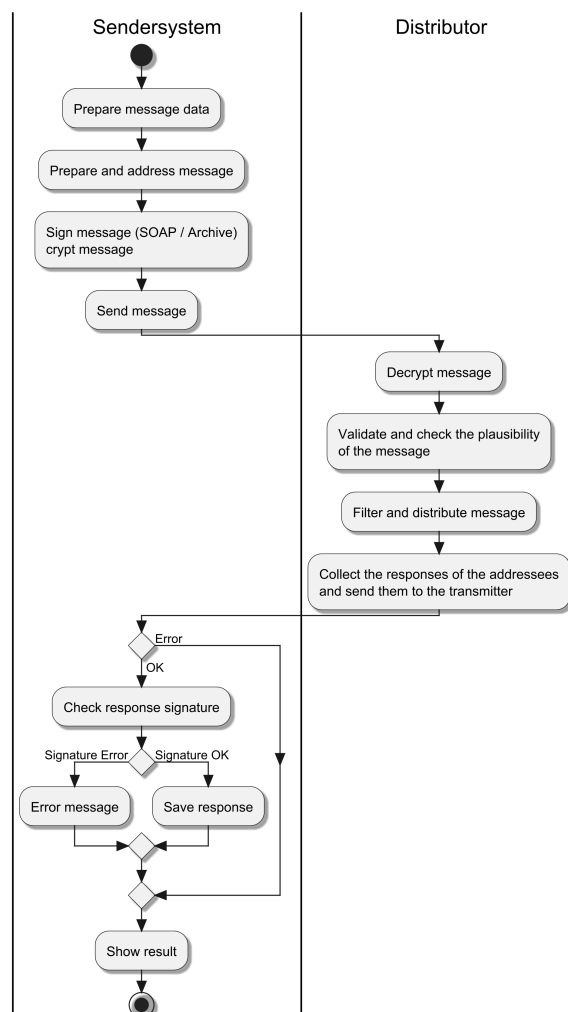 Sendersystem
Distributor
Prepare message data
Prepare and address message
Sign message (SOAP / Archive)
crypt message
Send message
Decrypt message
Validate and check the plausibility
of the message
Filter and distribute message
Collect the responses of the addressees
and send them to the transmitter
Error
OK
Check response signature
Signature Error
Signature OK
Error message
Save response
Show result